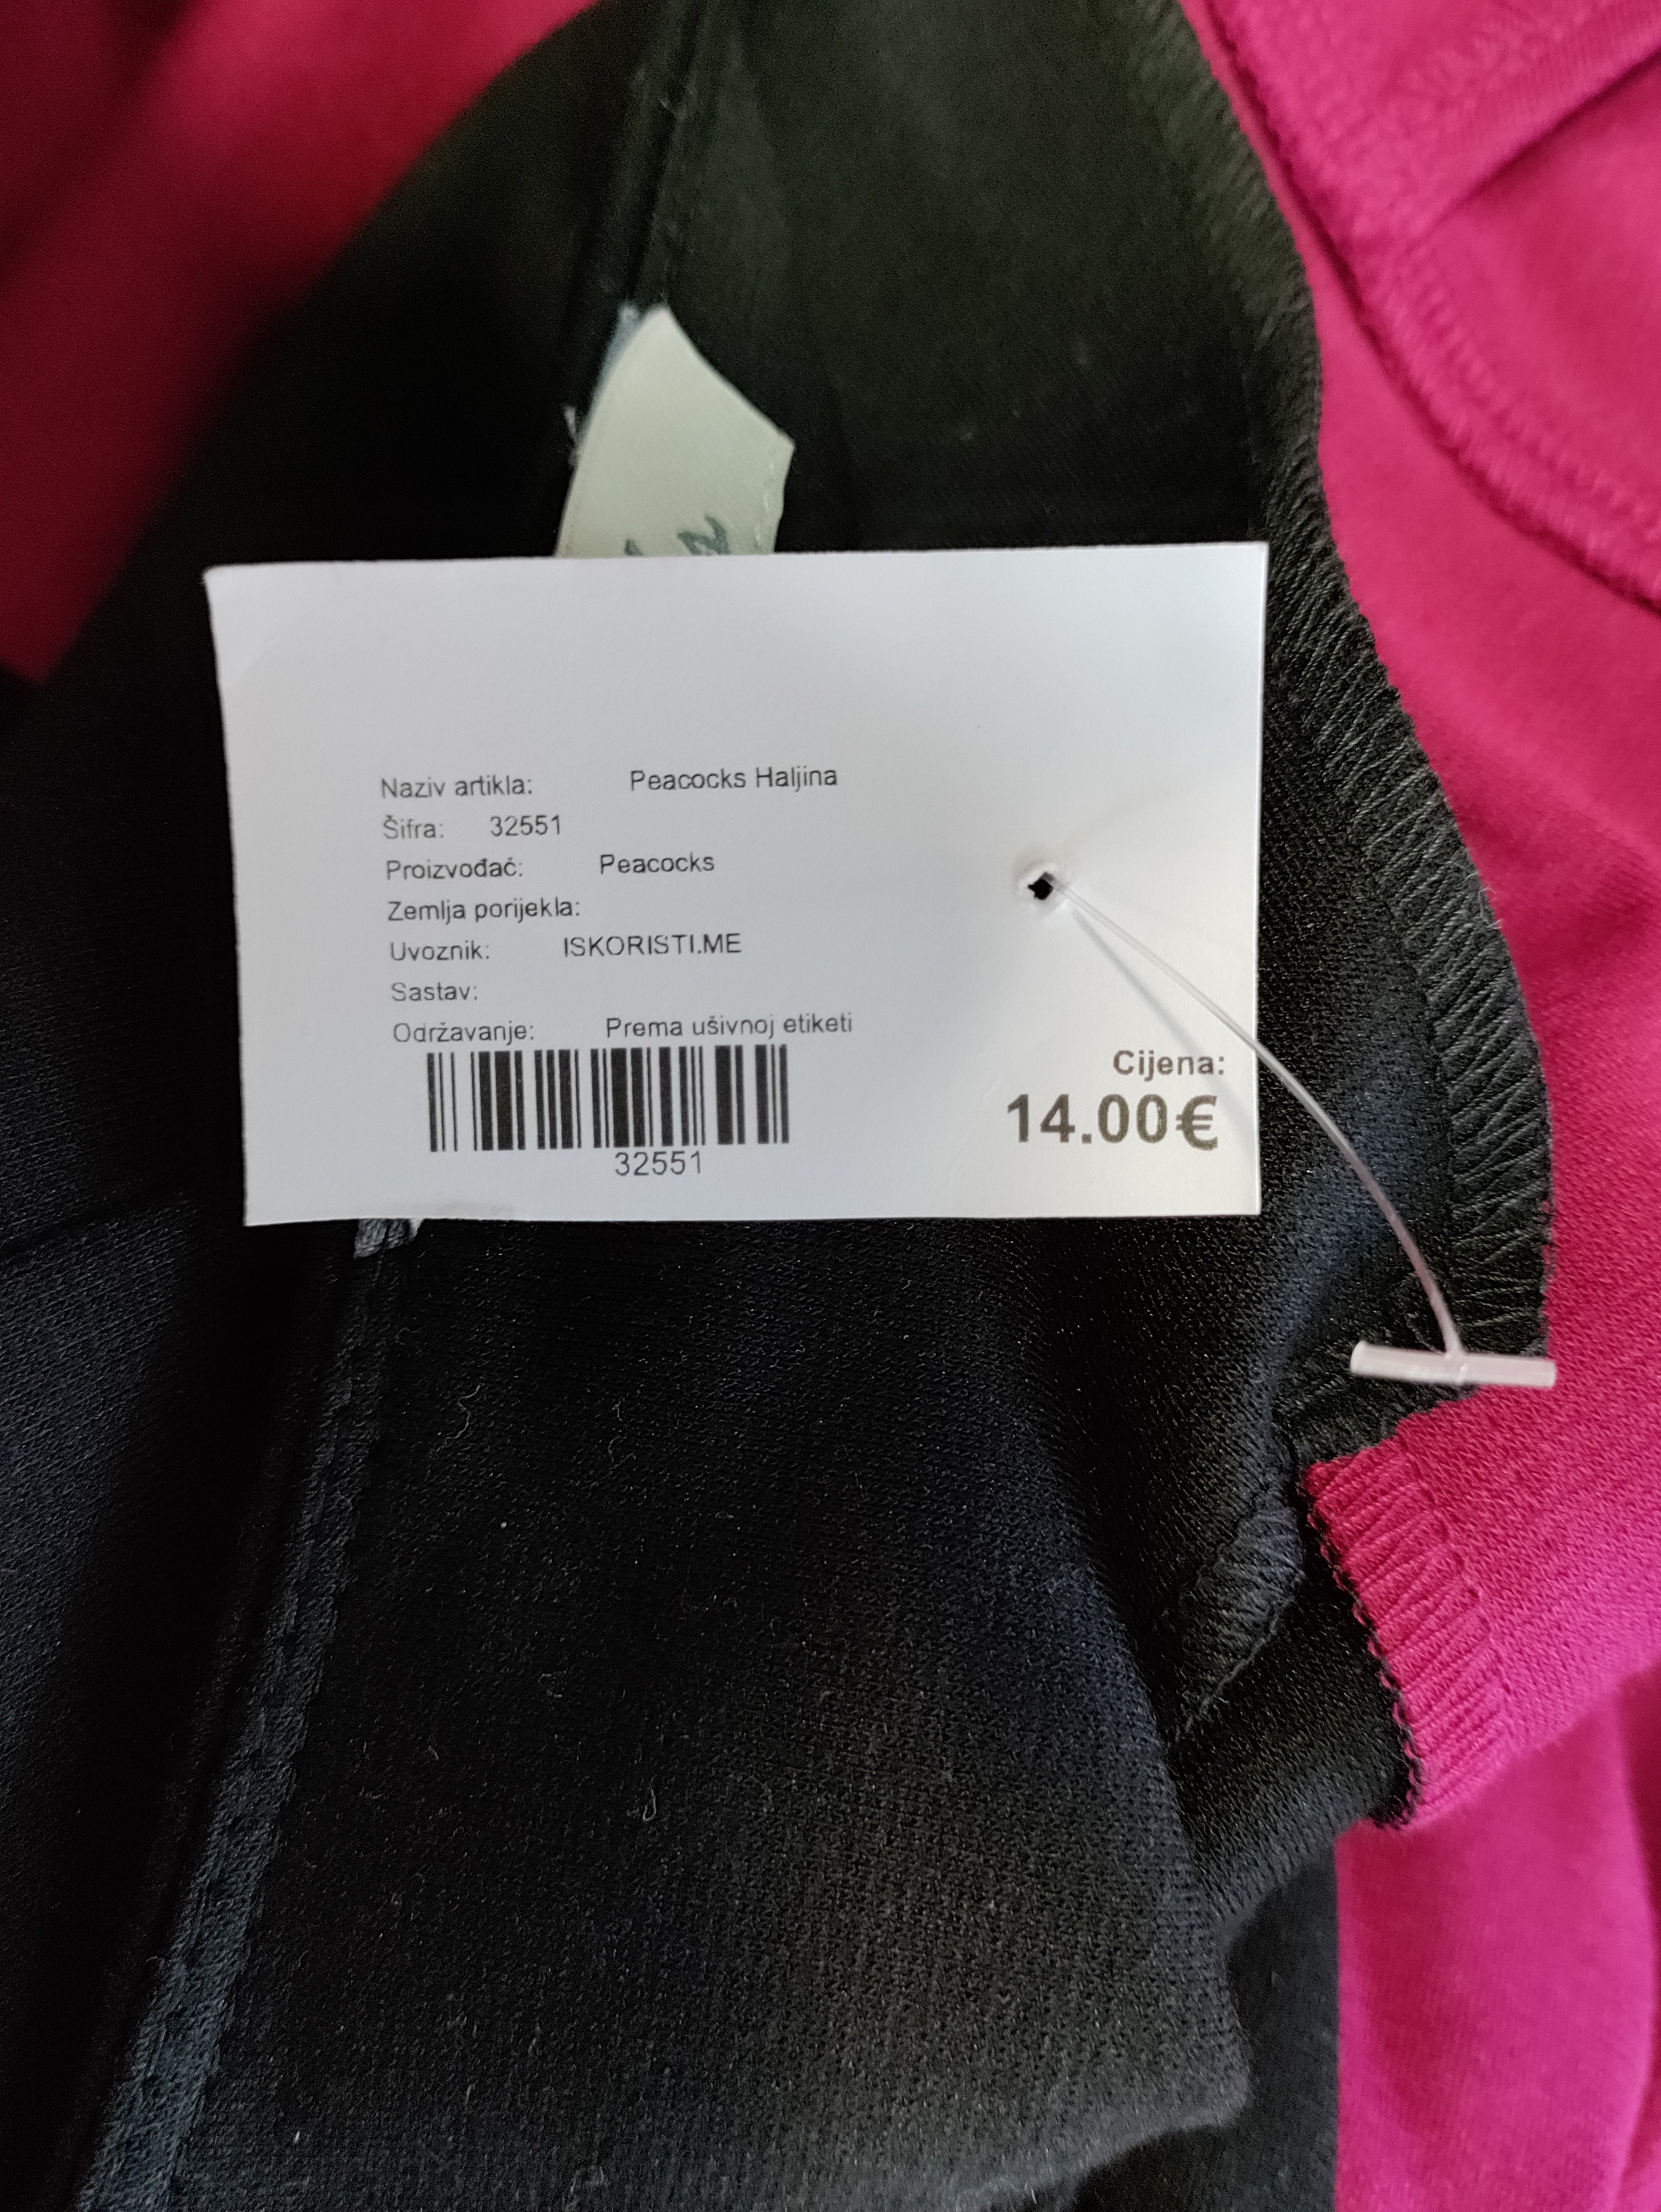 Naziv artikla: Peacocks Haljina
Šifra: 32551
Proizvođač: Peacocks
Zemlja porijekla:
Uvoznik: ISKORISTI.ME
Sastav:
Održavanje: Prema ušivnoj etiketi
32551
Cijena:
14.00€